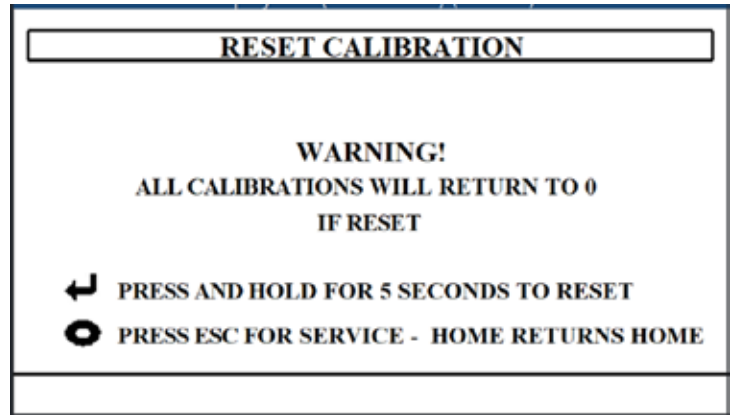 RESET CALIBRATION
WARNING!
ALL CALIBRATIONS WILL RETURN TO 0
IF RESET
PRESS AND HOLD FOR 5 SECONDS TO RESET
PRESS ESC FOR SERVICE - HOME RETURNS HOME